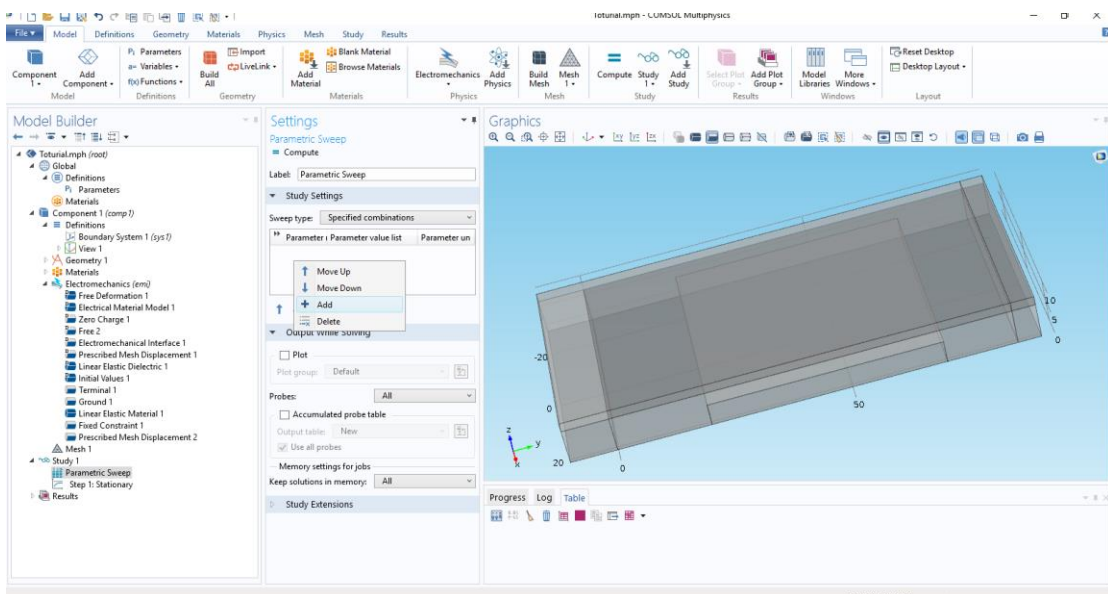 Toturial.mph - COMSOL Multiphysics
File Model Definitions Geometry Materials Physics Mesh Study Results
Component 1
Add Component
Model
Pi Parameters
a= Variables
f(x) Functions
Definitions
Build All
Import
LiveLink
Geometry
Add Material
Blank Material
Browse Materials
Materials
Electromechanics
Add Physics
Physics
Build Mesh
Mesh 1
Mesh
Compute
Study 1
Add Study
Study
Select Plot Group
Add Plot Group
Results
Model Libraries
More Windows
Windows
Reset Desktop
Desktop Layout
Layout
Model Builder
Toturial.mph (root)
Global
Definitions
Pi Parameters
Materials
Component 1 (comp1)
Definitions
Boundary System 1 (sys1)
View 1
Geometry 1
Materials
Electromechanics (emi)
Free Deformation 1
Electrical Material Model 1
Zero Charge 1
Free 2
Electromechanical Interface 1
Prescribed Mesh Displacement 1
Linear Elastic Dielectric 1
Initial Values 1
Terminal 1
Ground 1
Linear Elastic Material 1
Fixed Constraint 1
Prescribed Mesh Displacement 2
Mesh 1
Study 1
Parametric Sweep
Step 1: Stationary
Results
Settings
Parametric Sweep
= Compute
Label: Parametric Sweep
Study Settings
Sweep type: Specified combinations
Parameter Parameter value list Parameter un
Move Up
Move Down
Add
Delete
Output While Solving
Plot
Plot group: Default
Probes: All
Accumulated probe table
Output table: New
Use all probes
Memory settings for jobs
Keep solutions in memory: All
Study Extensions
Graphics
10
5
0
-20
50
0
20
0
z
y
x
Progress Log Table